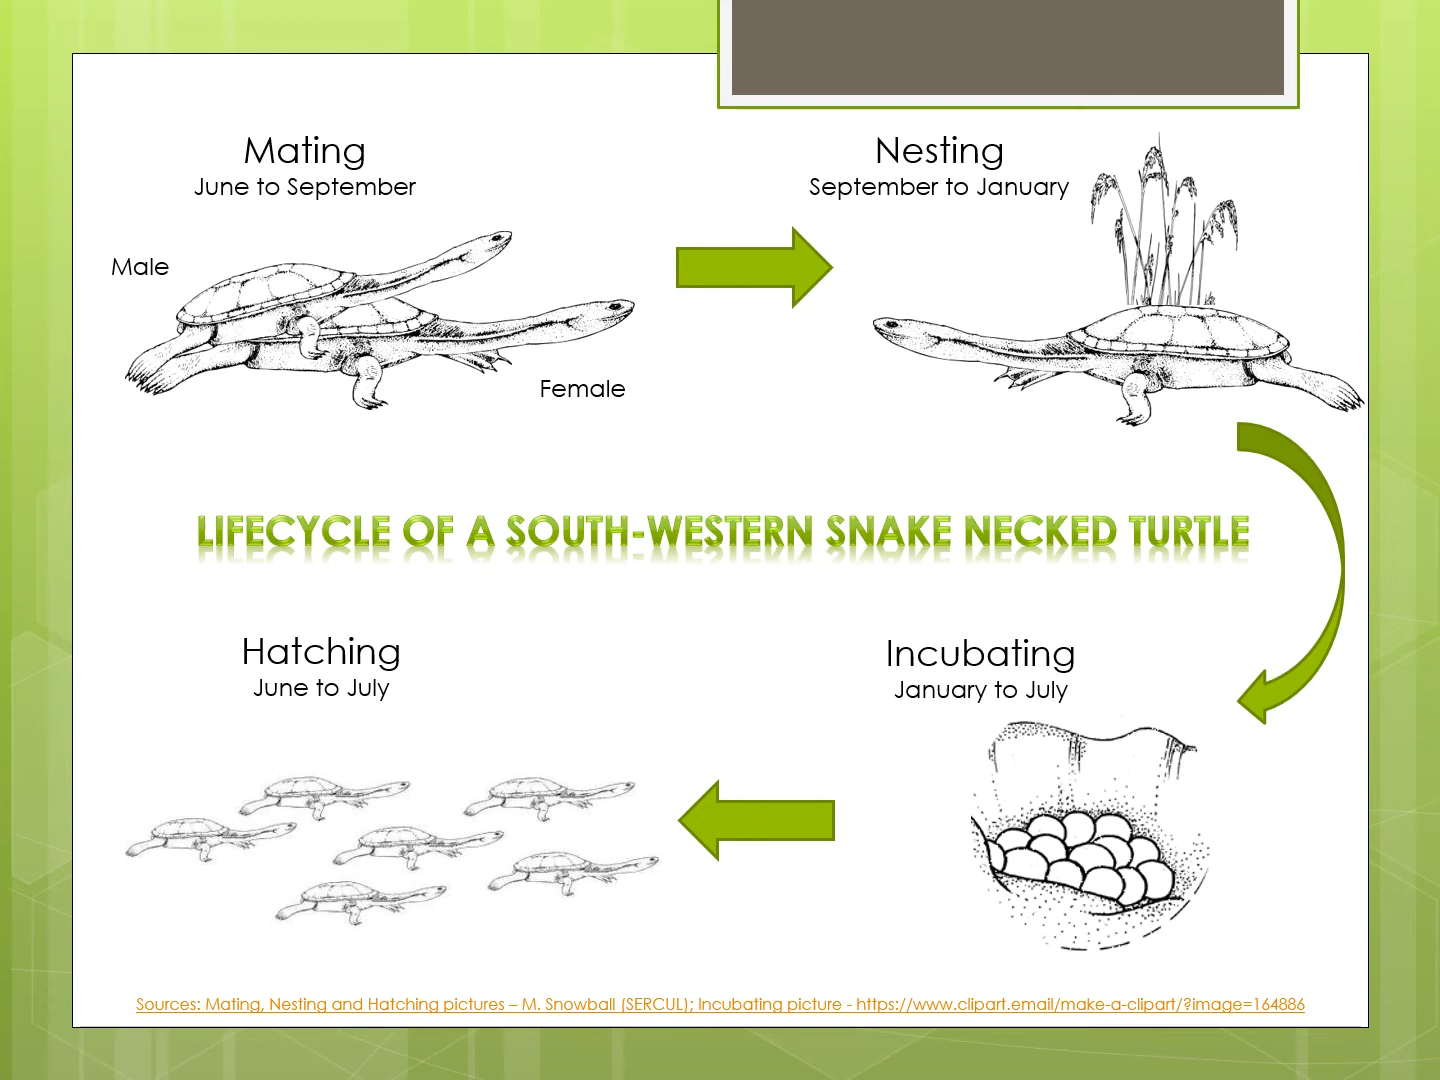 Mating
June to September
Male
Female
Nesting
September to January
LIFECYCLE OF A SOUTH-WESTERN SNAKE NECKED TURTLE
Hatching
June to July
Incubating
January to July
Sources: Mating, Nesting and Hatching pictures – M. Snowball (SERCUL); Incubating picture - https://www.clipart.email/make-a-clipart/?image=164886